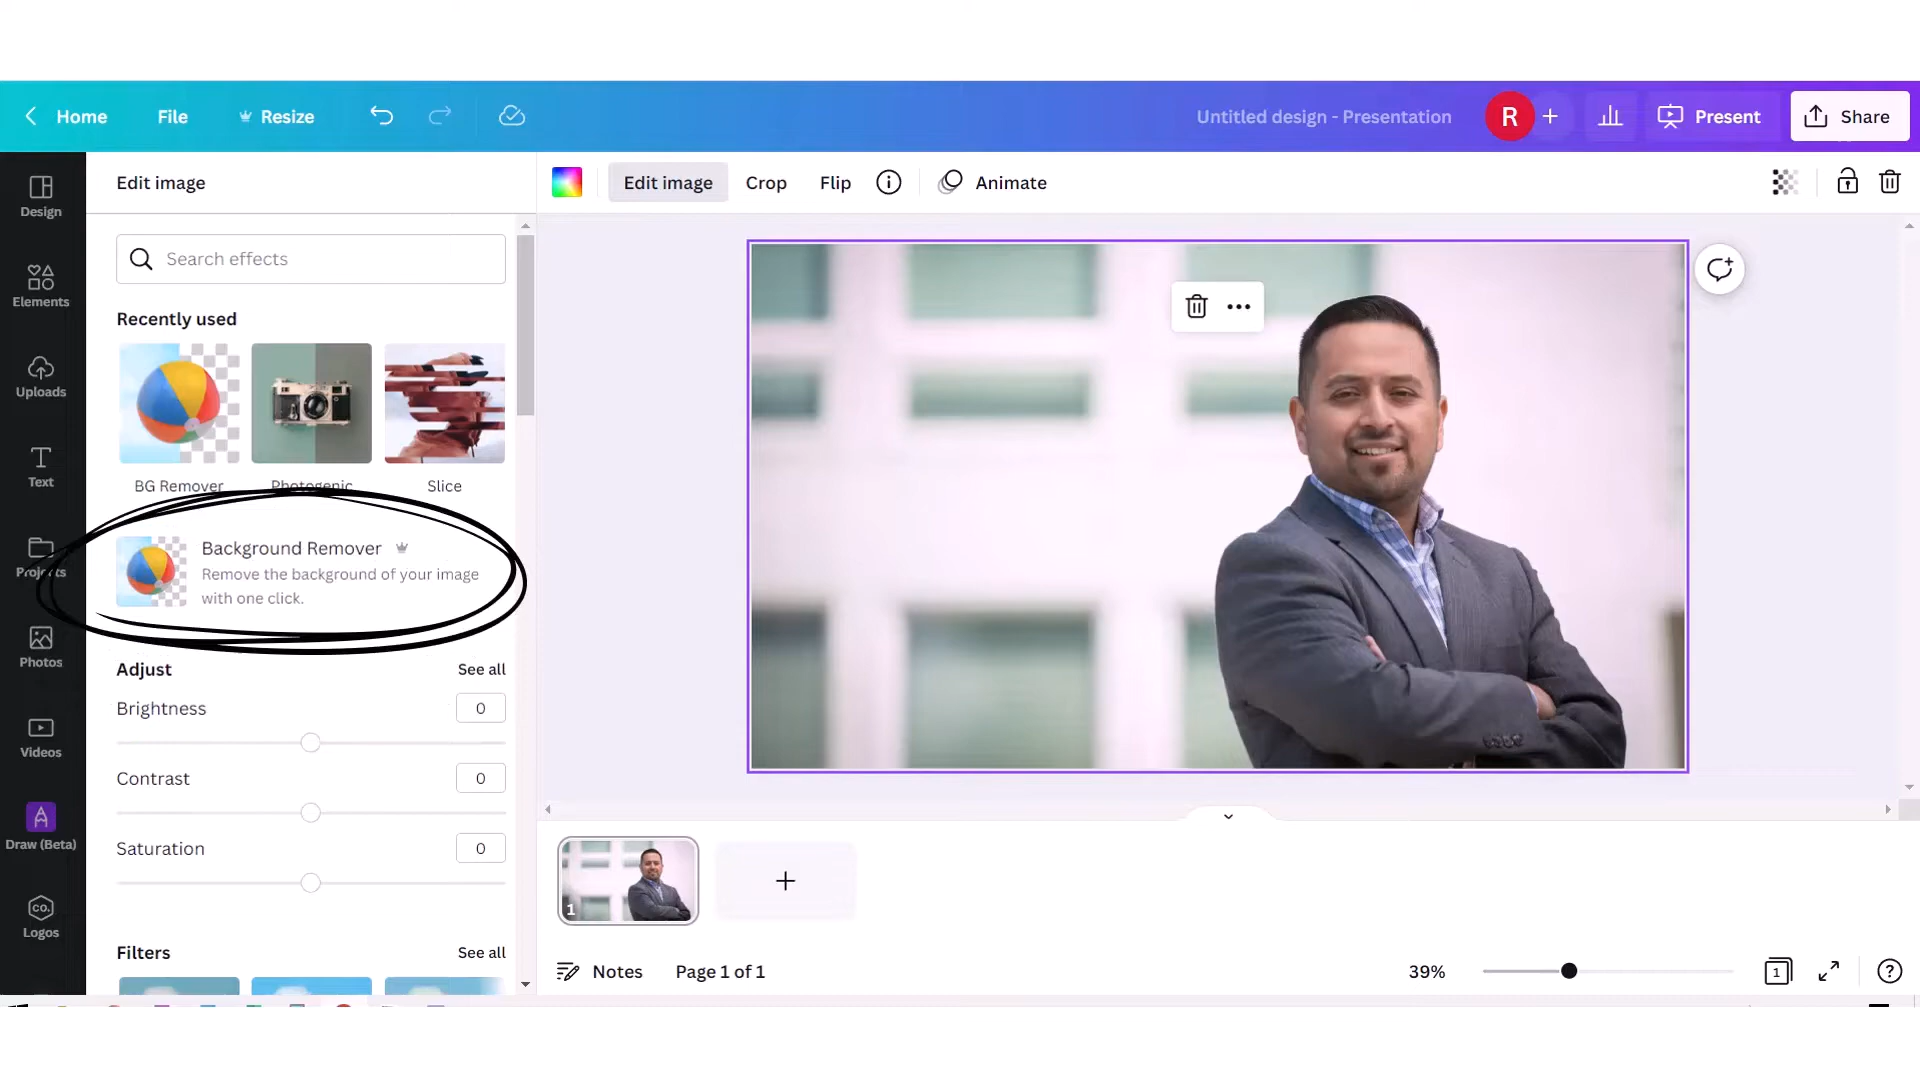 Home
File
Resize
Untitled design - Presentation
R
Present
Share
Design
Elements
Uploads
Text
Projects
Photos
Videos
Draw (Beta)
CO.
Logos
Edit image
Search effects
Recently used
BG Remover
Photogenic
Slice
Background Remover
Remove the background of your image
with one click.
Adjust
See all
Brightness
0
Contrast
0
Saturation
0
Filters
See all
Edit image
Crop
Flip
Animate
1
Notes
Page 1 of 1
39%
1